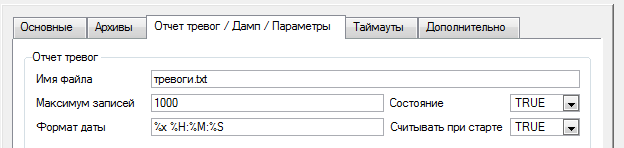 Основные Архивы Отчет тревог / Дамп / Параметры Таймауты Дополнительно
Отчет тревог
Имя файла тревоги.txt
Максимум записей 1000 Состояние TRUE
Формат даты %x %H:%M:%S Считывать при старте TRUE